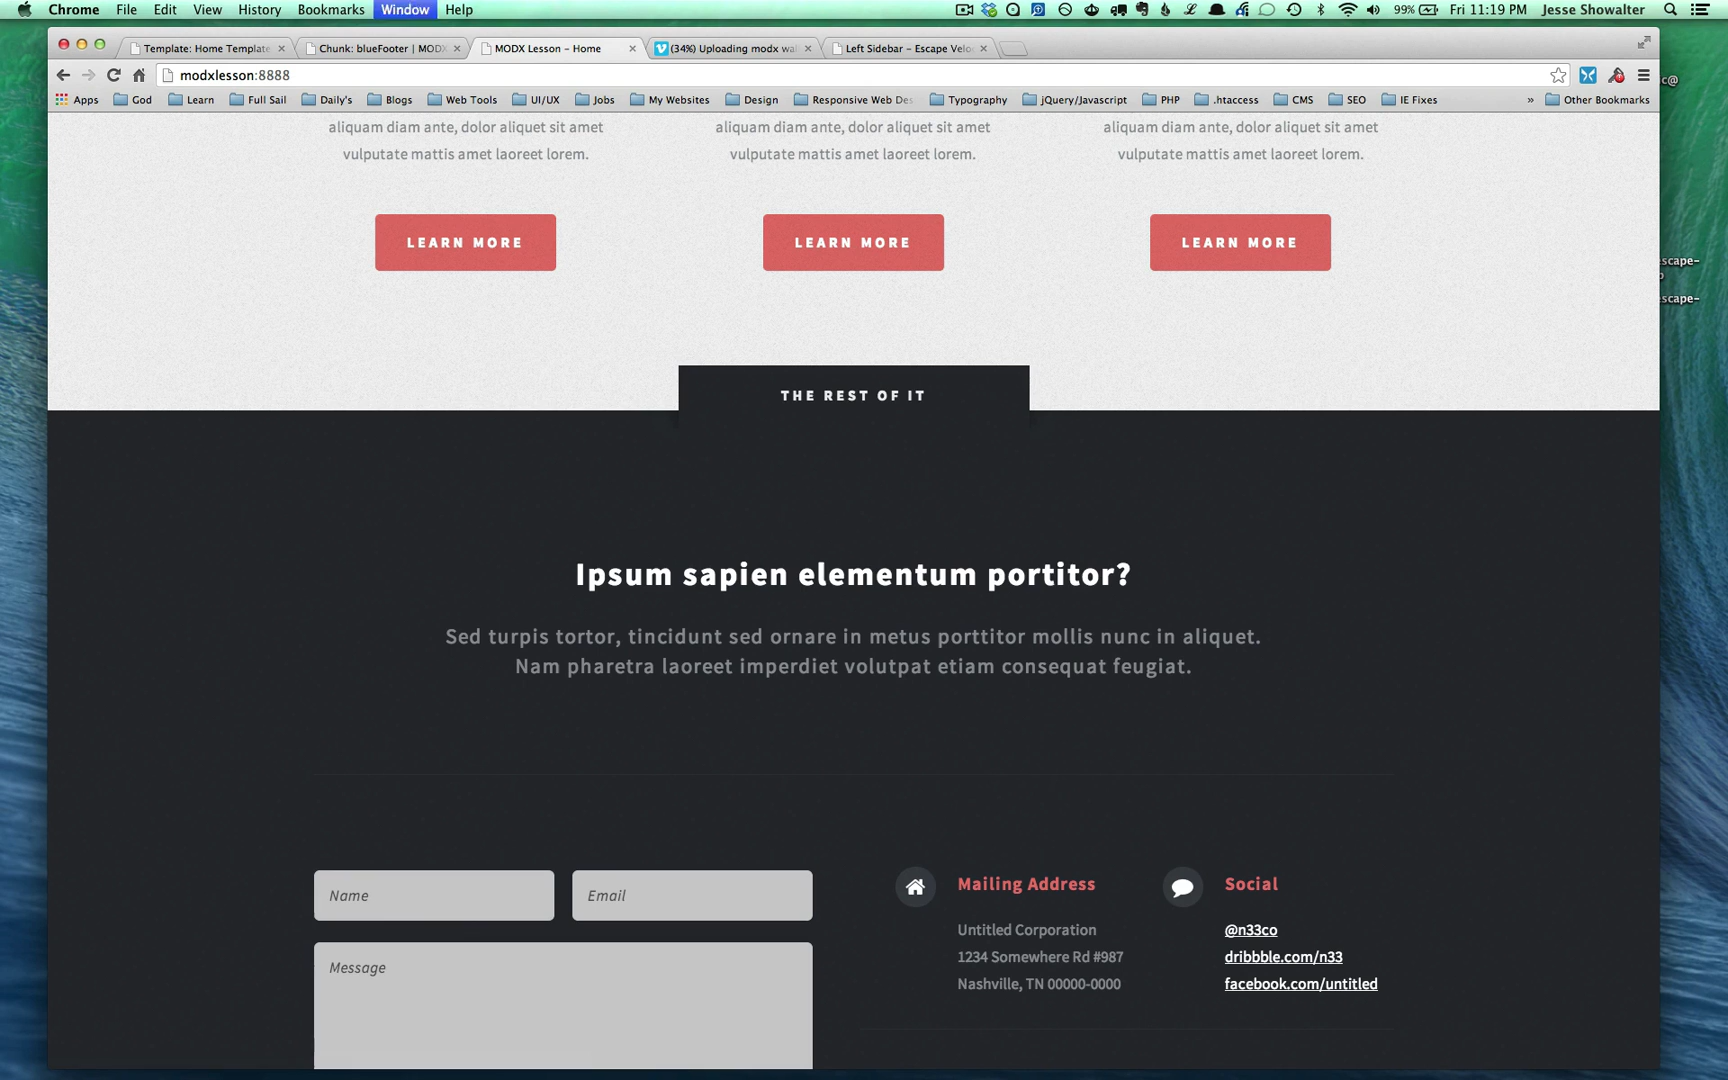 Chrome File Edit View History Bookmarks Window Help 99% Fri 11:19 PM Jesse Showalter
Template: Home Template Chunk: blueFooter | MODX MODX Lesson – Home (34%) Uploading modx wal Left Sidebar – Escape Velo
modxlesson:8888
Apps God Learn Full Sail Daily's Blogs Web Tools UI/UX Jobs My Websites Design Responsive Web Des Typography jQuery/Javascript PHP .htaccess CMS SEO IE Fixes » Other Bookmarks
aliquam diam ante, dolor aliquet sit amet aliquam diam ante, dolor aliquet sit amet aliquam diam ante, dolor aliquet sit amet
vulputate mattis amet laoreet lorem. vulputate mattis amet laoreet lorem. vulputate mattis amet laoreet lorem.
LEARN MORE LEARN MORE LEARN MORE
scape-
scape-
THE REST OF IT
Ipsum sapien elementum portitor?
Sed turpis tortor, tincidunt sed ornare in metus porttitor mollis nunc in aliquet.
Nam pharetra laoreet imperdiet volutpat etiam consequat feugiat.
Name Email
Message
Mailing Address
Untitled Corporation
1234 Somewhere Rd #987
Nashville, TN 00000-0000
Social
@n33co
dribbble.com/n33
facebook.com/untitled